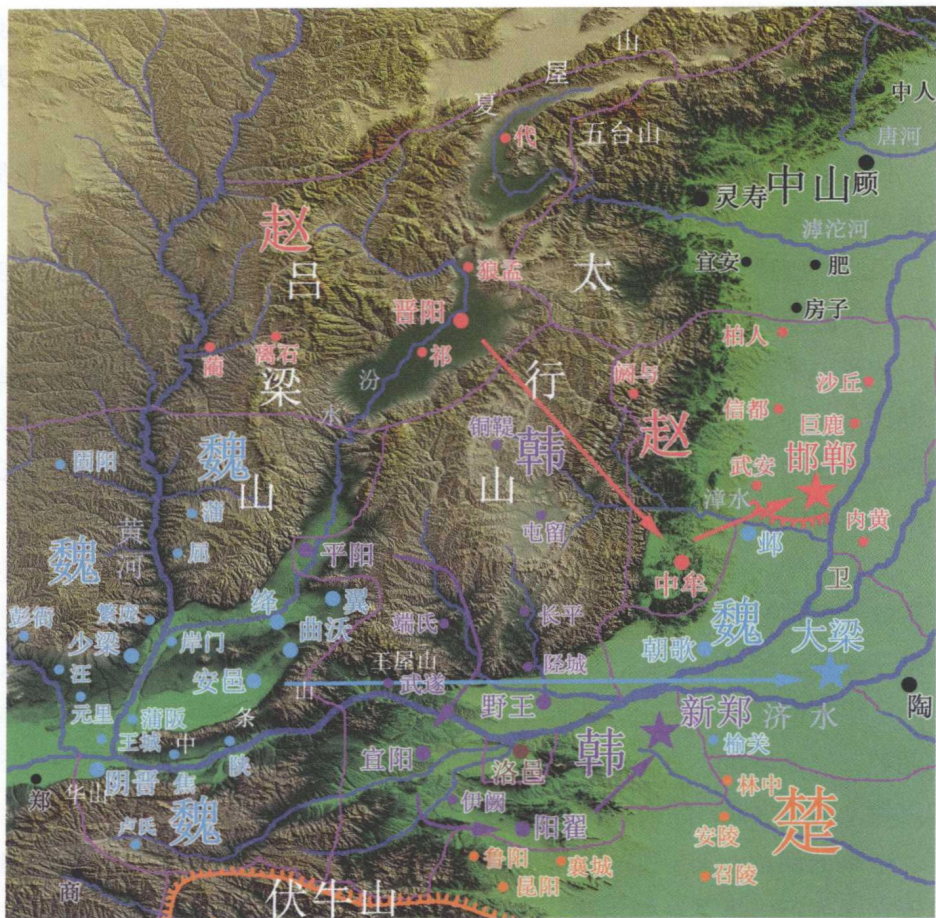 山
屋
夏
中人
代
五台山
唐河
灵寿
中山
顾
赵
滹沱河
吕
太
宜安
肥
狼孟
晋阳
房子
蔺
离石
祁
柏人
梁
汾
行
阏与
沙丘
水
信都
赵
巨鹿
铜鞮
韩
邯郸
魏
武安
固阳
山
山
漳水
蒲
内黄
黄
屯留
邺
河
屈
平阳
魏
中牟
卫
绛
翼
彭衙
繁庞
曲沃
端氏
长平
魏
少梁
岸门
朝歌
大梁
王屋山
陉城
汪
安邑
山
武遂
陶
元里
蒲阪
条
野王
新郑
济水
王城
中
韩
榆关
陕
宜阳
洛邑
阴晋
焦
郑
华山
林中
伊阙
楚
魏
卢氏
阳翟
安陵
鲁阳
襄城
召陵
商
伏牛山
昆阳